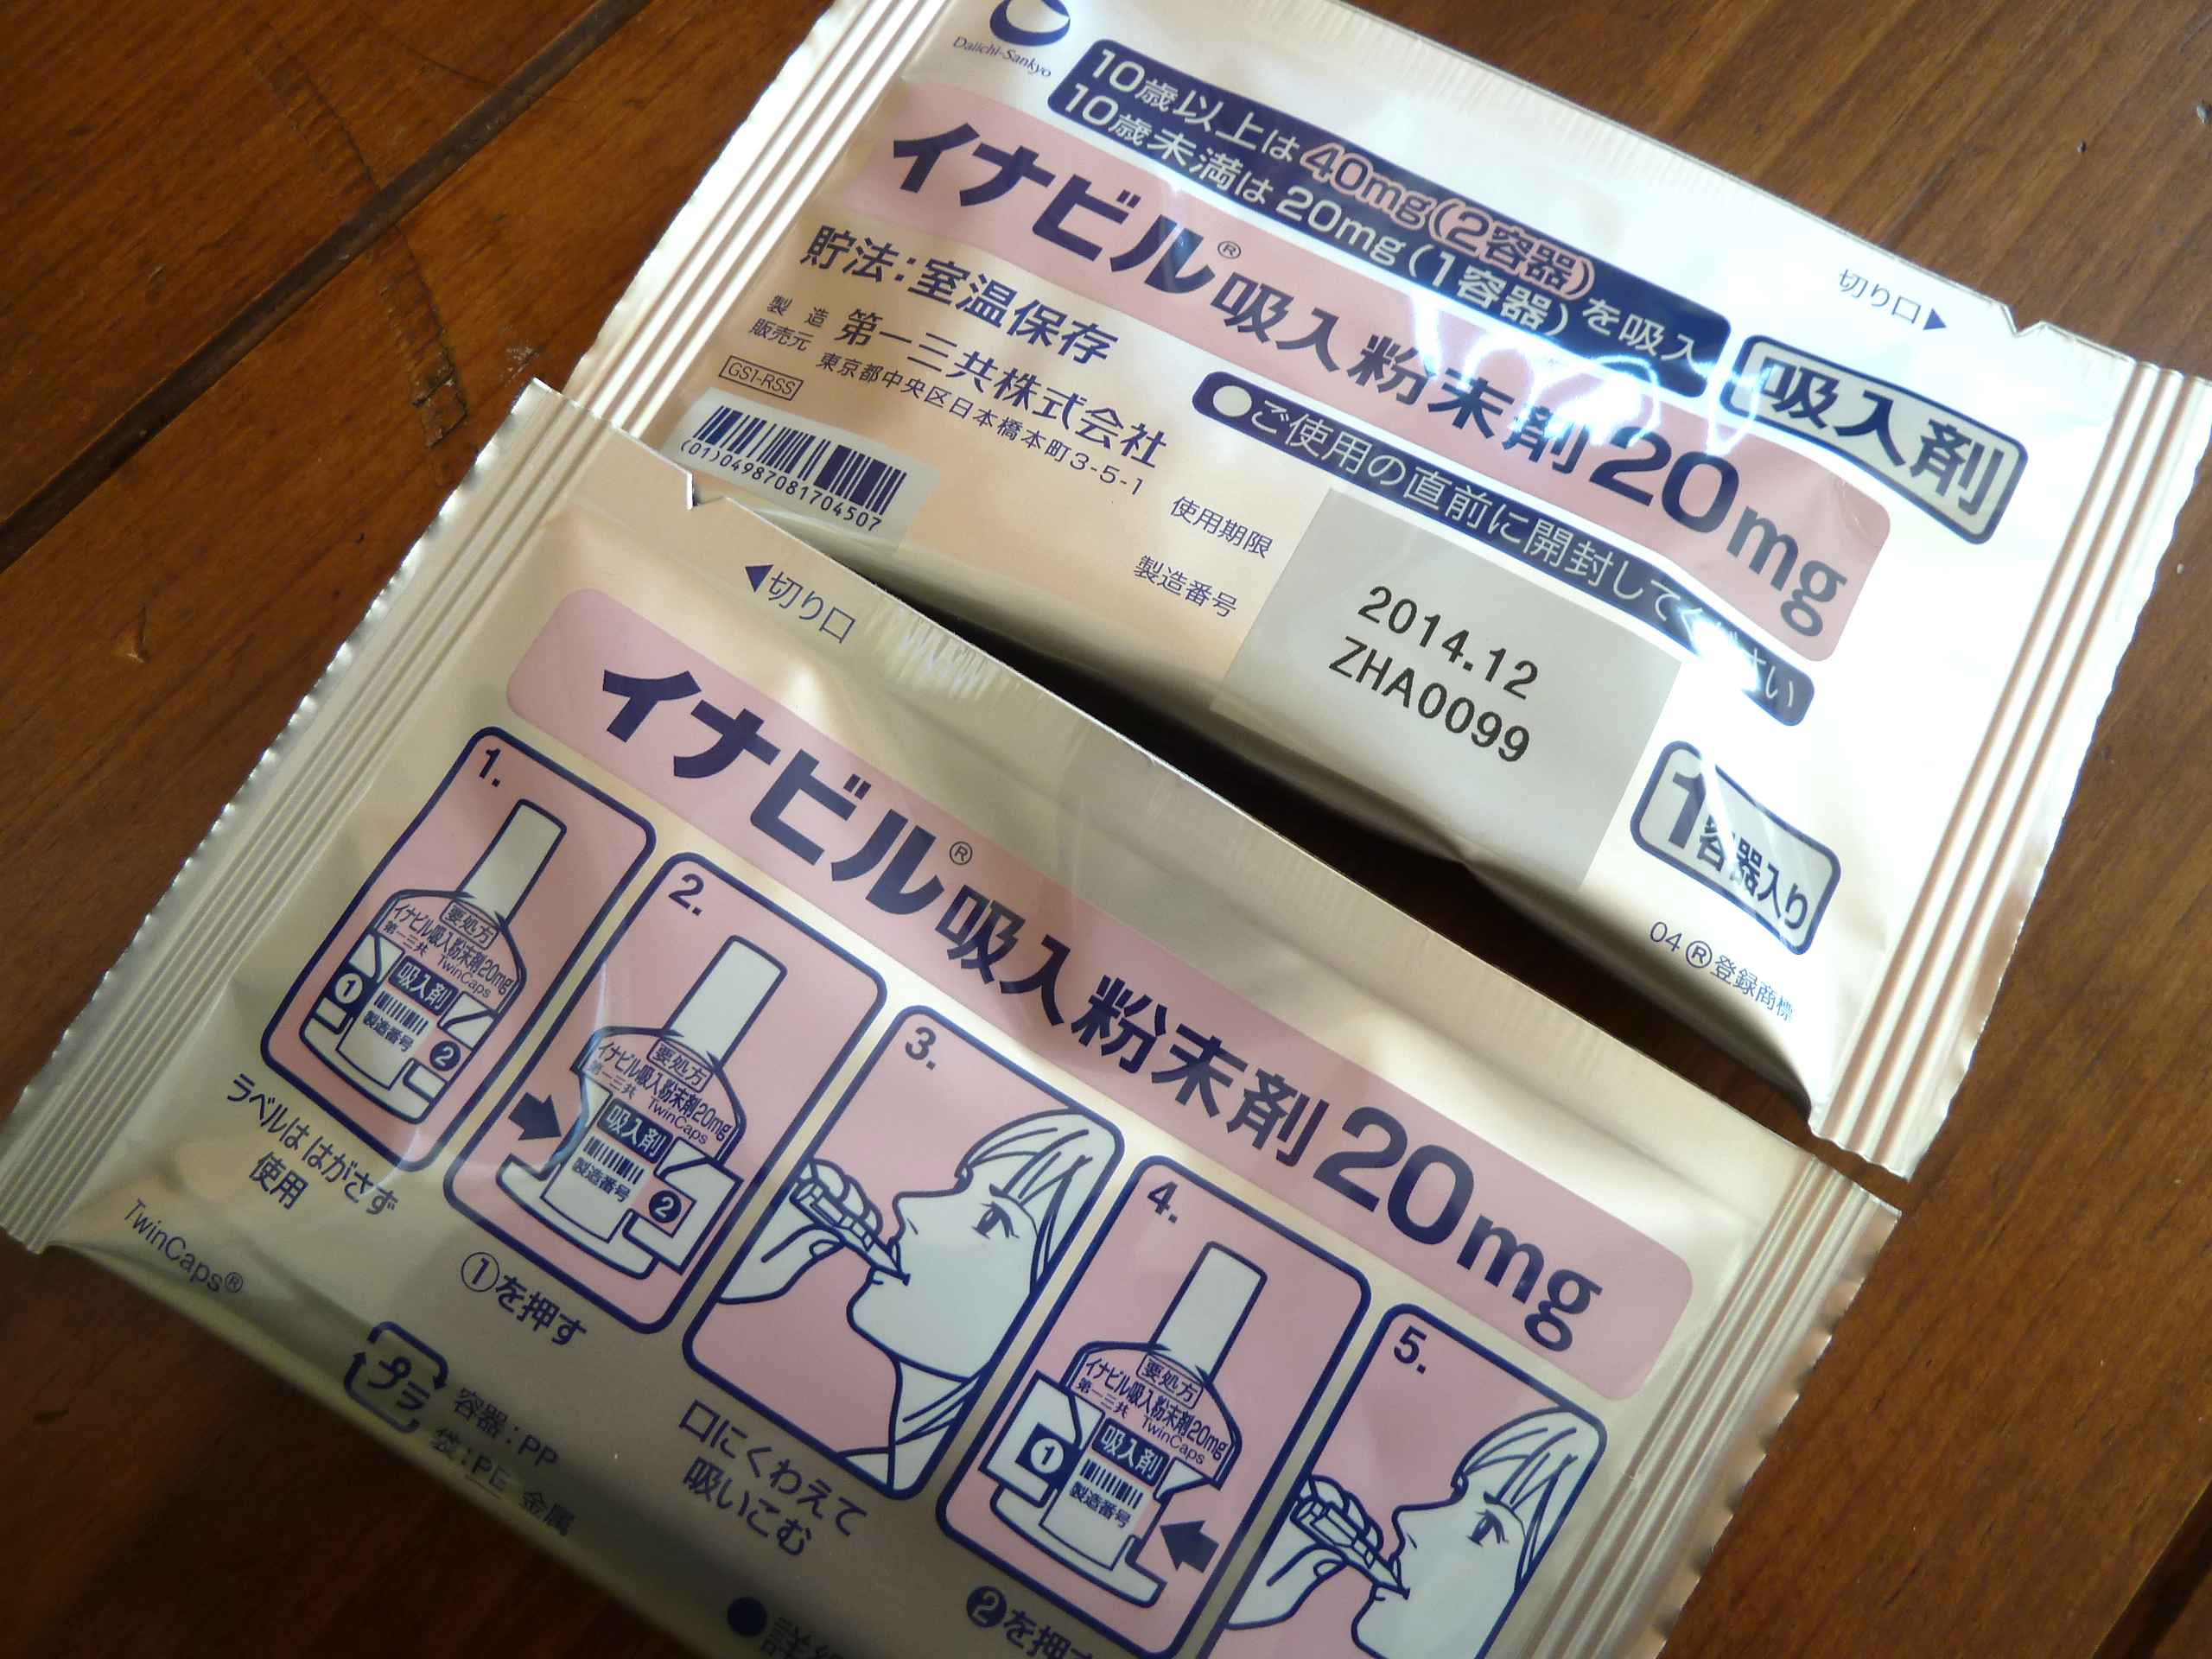 Daiichi-Sankyo
10歳以上は40mg(2容器)を吸入
10歳未満は20mg(1容器)
イナビル®吸入粉末剤20mg
切り口▶
吸入剤
貯法:室温保存
製造
販売元
第一三共株式会社
東京都中央区日本橋本町3-5-1
GS1-RSS
(01)04987081704507
●ご使用の直前に開封してください
使用期限
2014.12
製造番号
ZHA0099
1容器入り
04 ®登録商標
◀切り口
イナビル®吸入粉末剤20mg
1.
要処方
イナビル吸入粉末剤20mg
第一三共 TwinCaps
吸入剤
製造番号
①
❷
ラベルは はがさず
使用
2.
要処方
イナビル吸入粉末剤20mg
第一三共 TwinCaps
吸入剤
製造番号
❷
①を押す
3.
口にくわえて
吸いこむ
4.
要処方
イナビル吸入粉末剤20mg
第一三共 TwinCaps
吸入剤
製造番号
❶
❷を押す
5.
TwinCaps®
プラ
容器:PP
袋:PE 金属